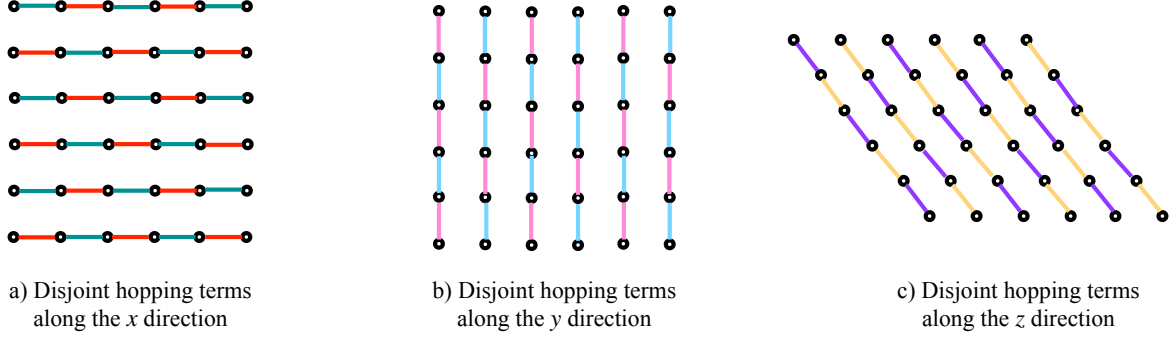 a) Disjoint hopping terms
along the x direction
b) Disjoint hopping terms
along the y direction
c) Disjoint hopping terms
along the z direction